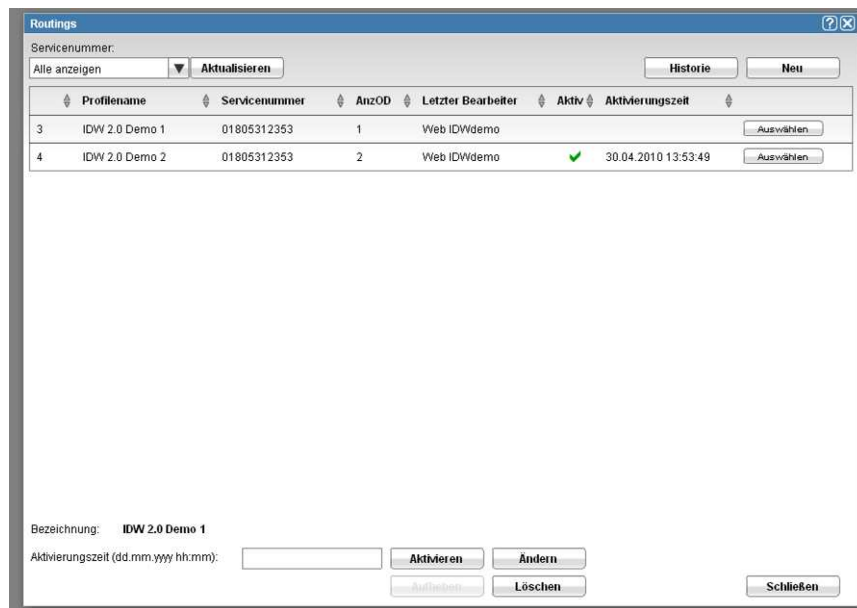 Routings
Servicenummer:
Alle anzeigen Aktualisieren Historie Neu
Profilename Servicenummer AnzOD Letzter Bearbeiter Aktiv Aktivierungszeit
3 IDW 2.0 Demo 1 01805312353 1 Web IDWdemo Auswählen
4 IDW 2.0 Demo 2 01805312353 2 Web IDWdemo 30.04.2010 13:53:49 Auswählen
Bezeichnung: IDW 2.0 Demo 1
Aktivierungszeit (dd.mm.yyy hh:mm): Aktivieren Ändern
Aufheben Löschen Schließen